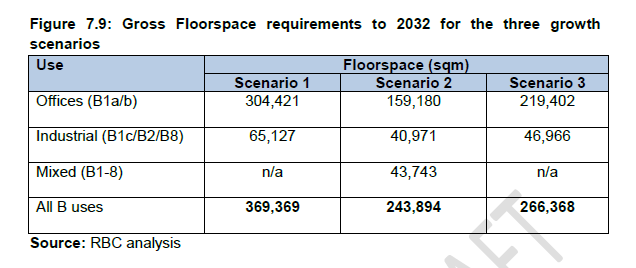 Figure 7.9: Gross Floorspace requirements to 2032 for the three growth
scenarios
Use Floorspace (sqm)
Scenario 1 Scenario 2 Scenario 3
Offices (B1a/b) 304,421 159,180 219,402
Industrial (B1c/B2/B8) 65,127 40,971 46,966
Mixed (B1-8) n/a 43,743 n/a
All B uses 369,369 243,894 266,368
Source: RBC analysis